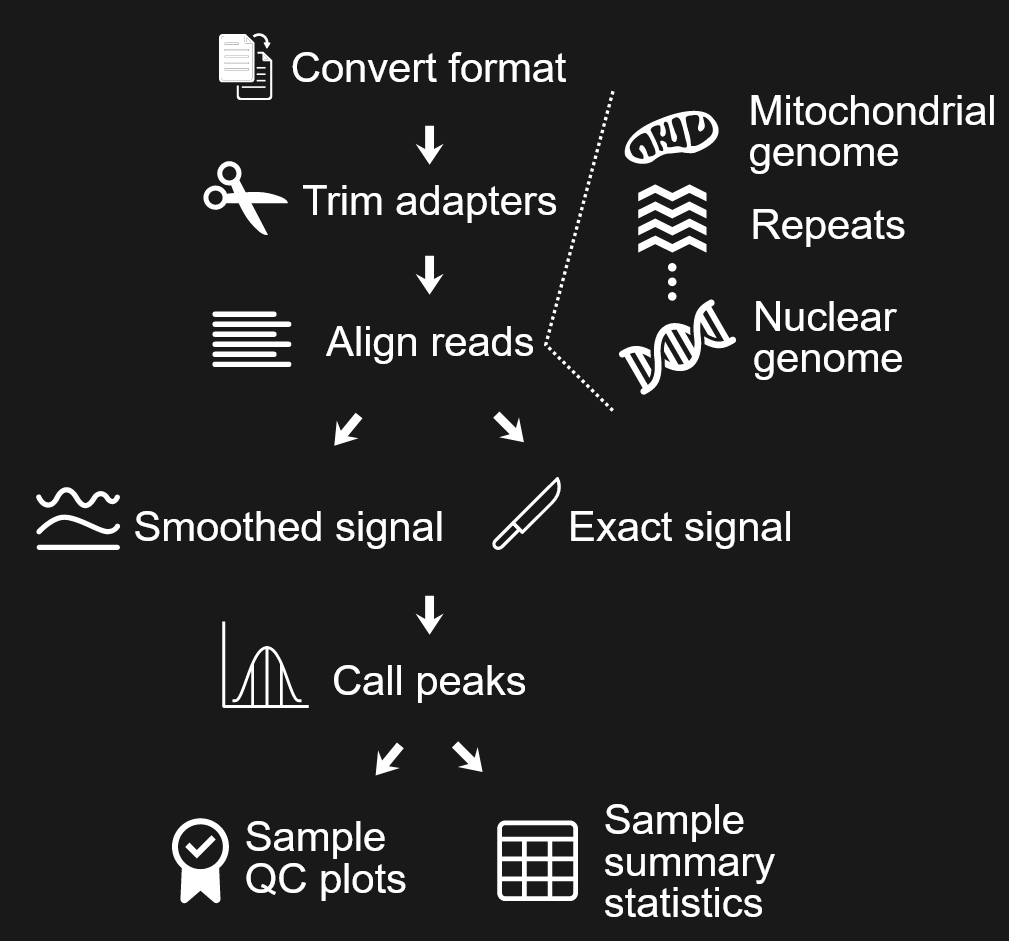 Convert format
Trim adapters
Align reads
Mitochondrial
genome
Repeats
Nuclear
genome
Smoothed signal
Exact signal
Call peaks
Sample
QC plots
Sample
summary
statistics